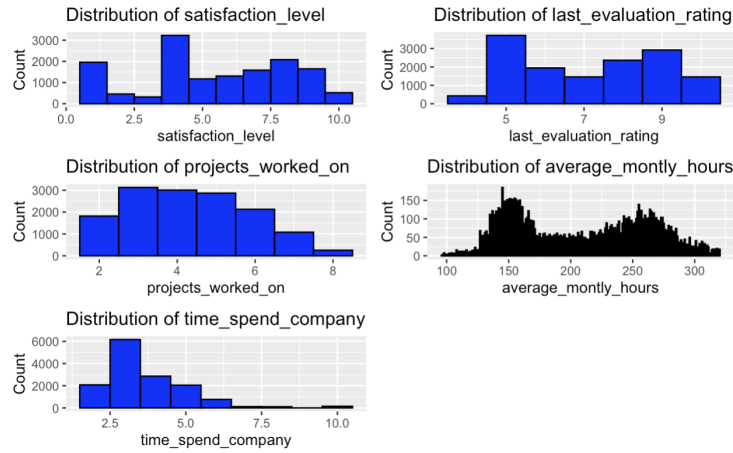 Distribution of satisfaction_level
Count
3000
2000
1000
0
0.0 2.5 5.0 7.5 10.0
satisfaction_level
Distribution of last_evaluation_rating
Count
3000
2000
1000
0
5 7 9
last_evaluation_rating
Distribution of projects_worked_on
Count
3000
2000
1000
0
2 4 6 8
projects_worked_on
Distribution of average_montly_hours
Count
150
100
50
0
100 150 200 250 300
average_montly_hours
Distribution of time_spend_company
Count
6000
4000
2000
0
2.5 5.0 7.5 10.0
time_spend_company